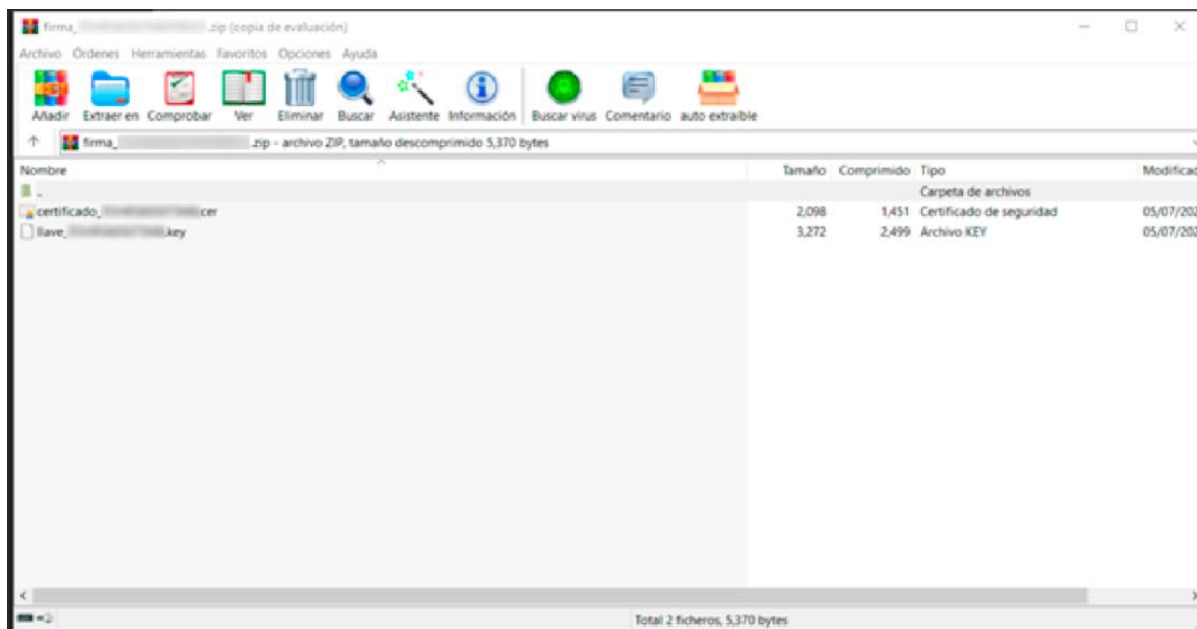 firma_ .zip (copia de evaluación)
Archivo Órdenes Herramientas Favoritos Opciones Ayuda
Añadir Extraer en Comprobar Ver Eliminar Buscar Asistente Información Buscar virus Comentario auto extraible
firma_ .zip - archivo ZIP, tamaño descomprimido 5,370 bytes
Nombre Tamaño Comprimido Tipo Modificad
.. Carpeta de archivos
certificado_ cer 2,098 1,451 Certificado de seguridad 05/07/202
llave_ .key 3,272 2,499 Archivo KEY 05/07/202
Total 2 ficheros, 5,370 bytes